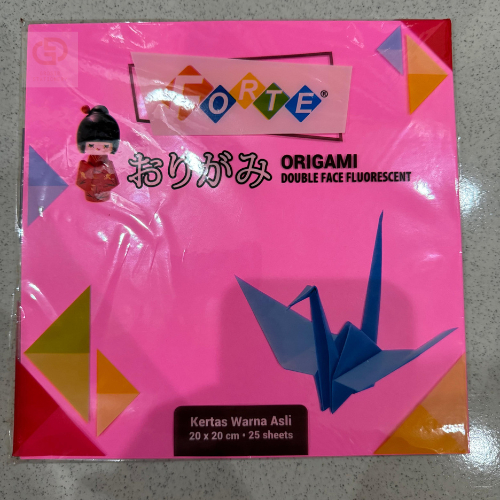 FORTE®
おりがみ
ORIGAMI
DOUBLE FACE FLUORESCENT
Kertas Warna Asli
20 x 20 cm • 25 sheets